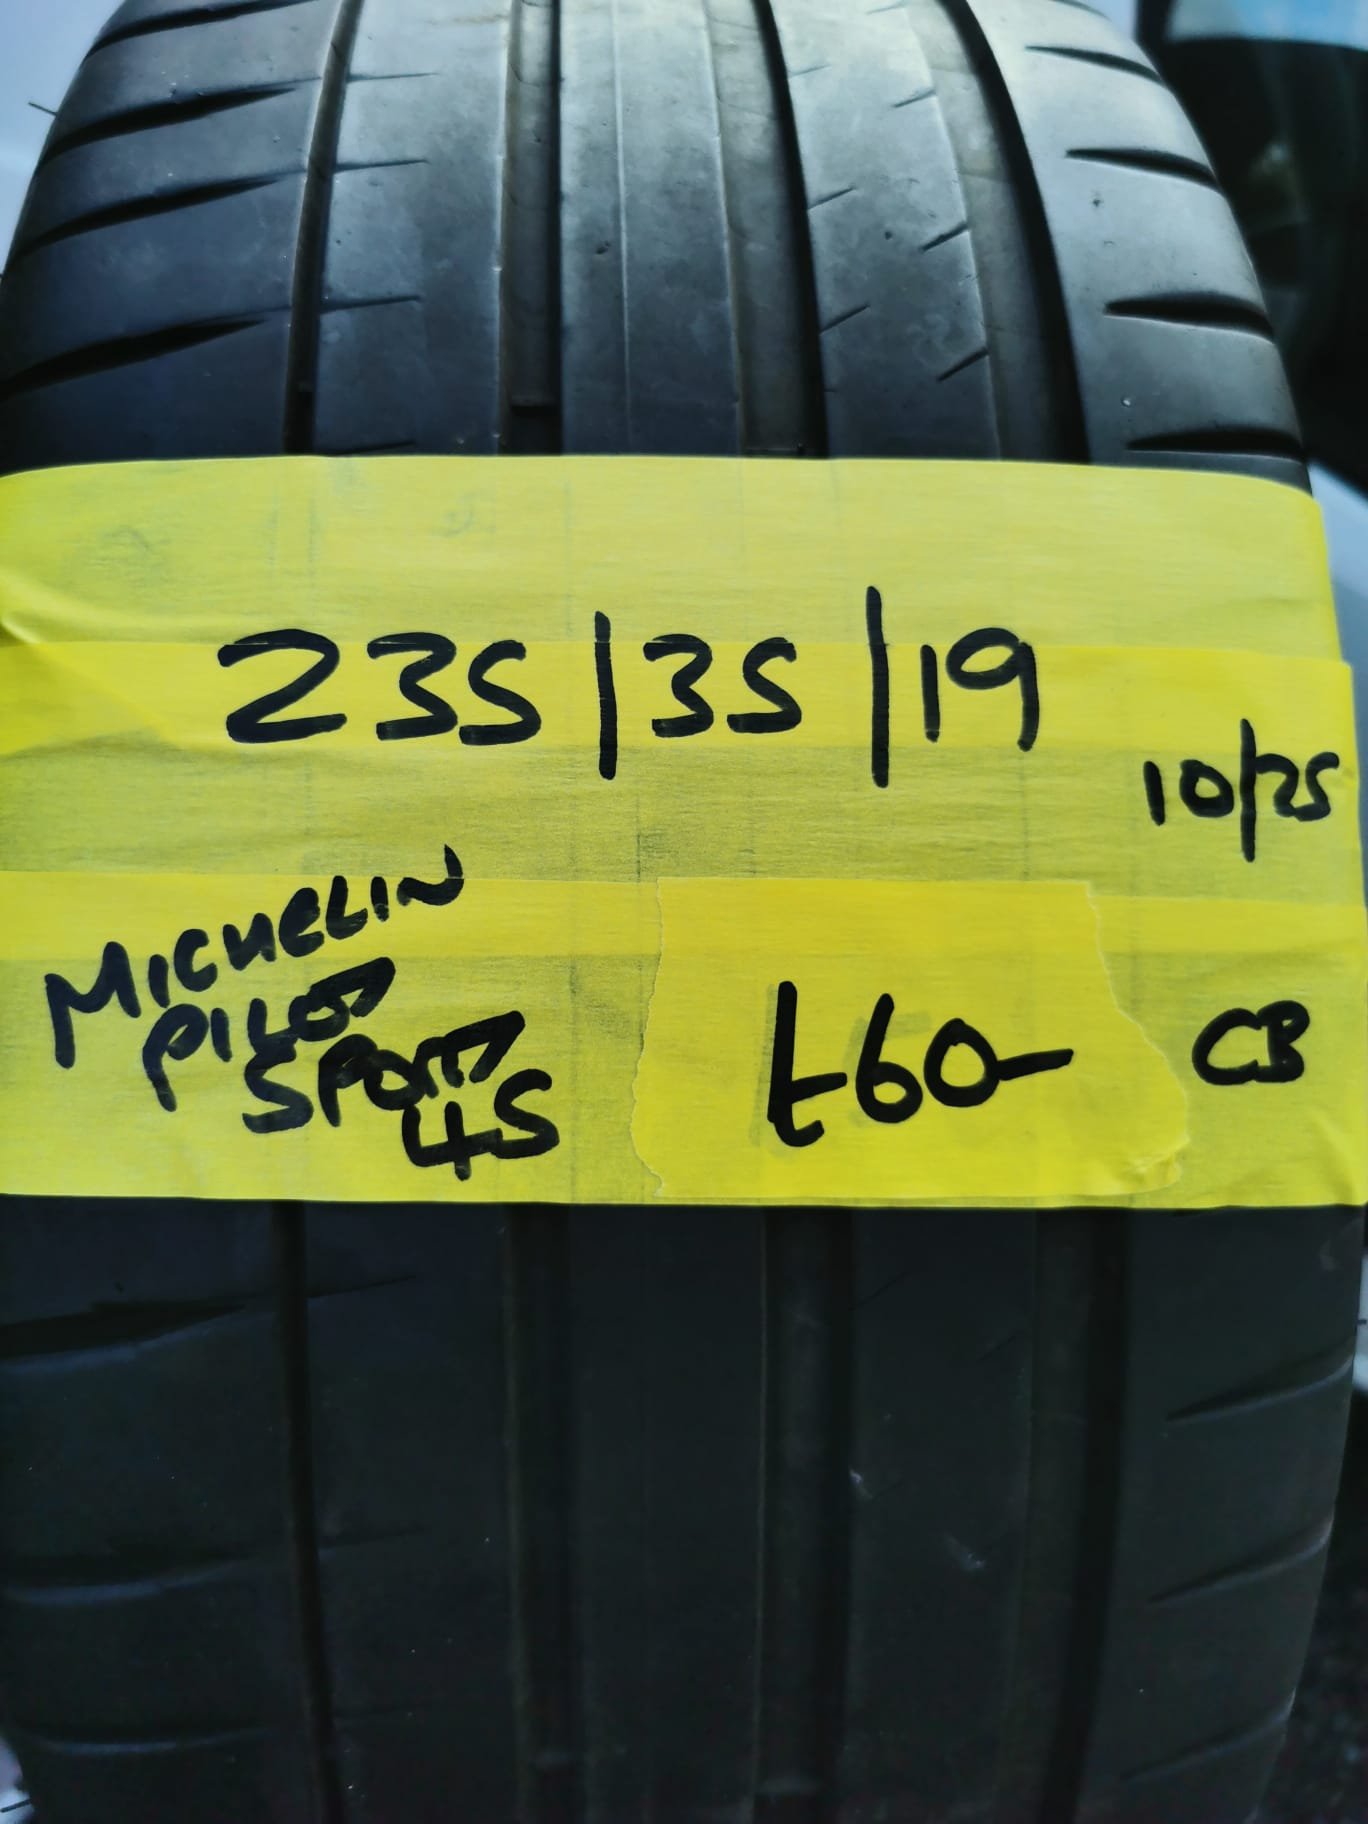 235/35/19
10/25
MICHELIN
PILOT
SPORT
4S
£60-
CB